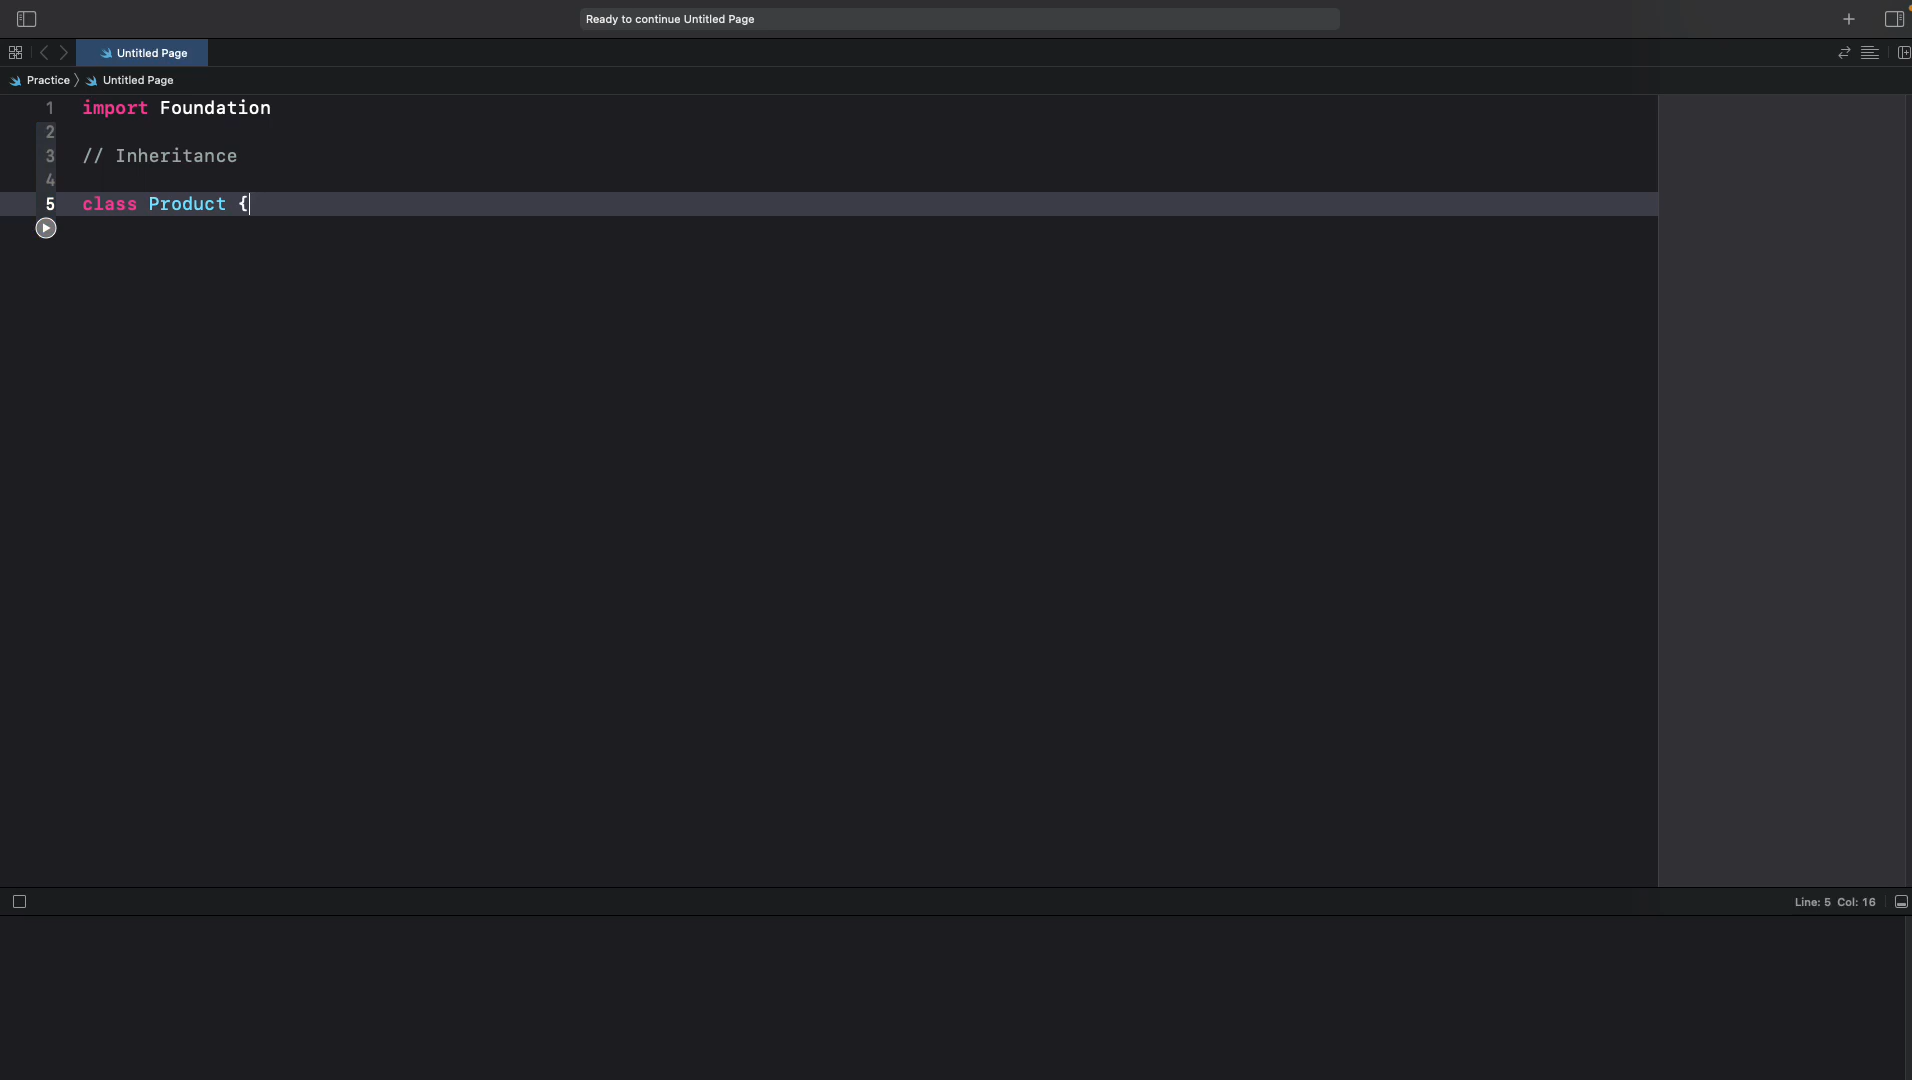 Ready to continue Untitled Page
Untitled Page
Practice 〉 Untitled Page
1 import Foundation
2
3 // Inheritance
4
5 class Product {
Line: 5 Col: 16